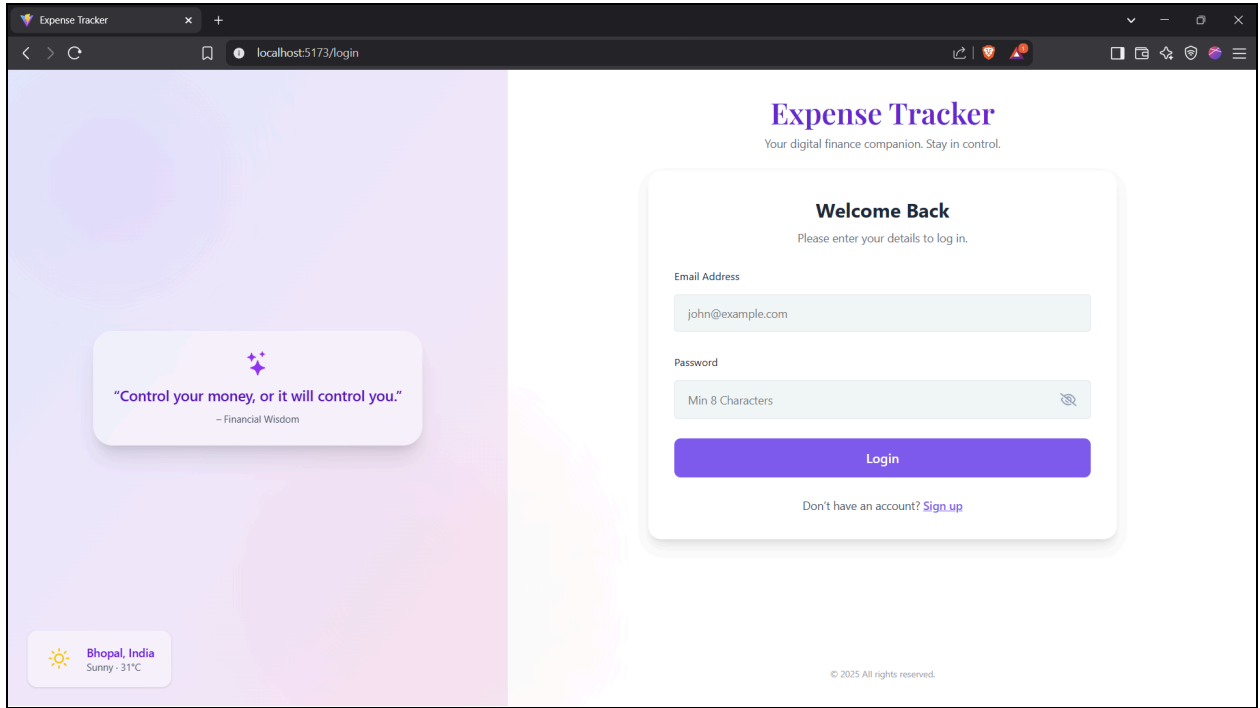 Expense Tracker
localhost:5173/login
1
Expense Tracker
Your digital finance companion. Stay in control.
Welcome Back
Please enter your details to log in.
Email Address
john@example.com
Password
Min 8 Characters
Login
Don't have an account? Sign up
© 2025 All rights reserved.
“Control your money, or it will control you.”
– Financial Wisdom
Bhopal, India
Sunny · 31°C